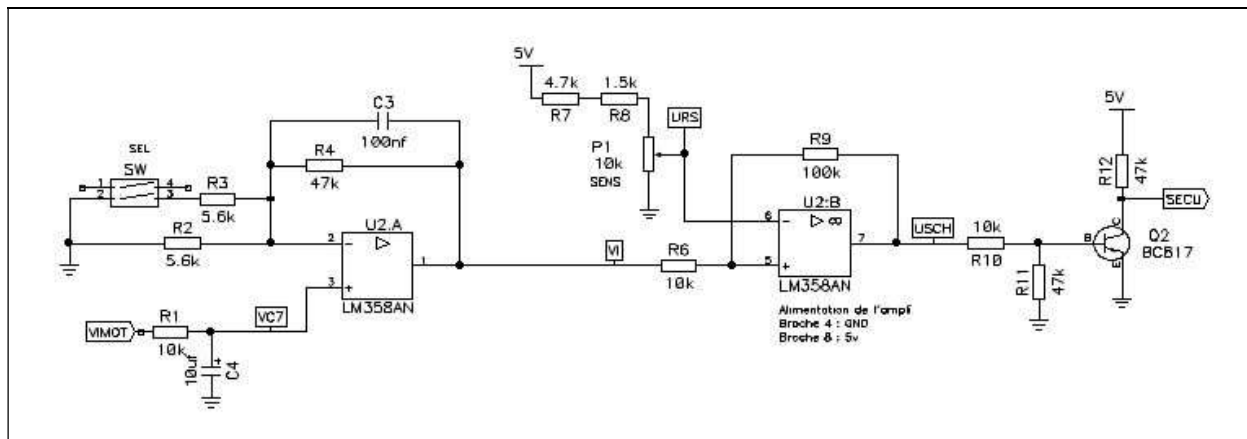 SEL
SW
1
2
4
3
R3
5.6k
R2
5.6k
C3
100nf
R4
47k
U2.A
2
3
1
LM358AN
VIMOT
R1
10k
VC7
10uf
C4
5V
4.7k
R7
1.5k
R8
P1
10k
SENS
URS
VI
R6
10k
R9
100k
U2:B
6
5
8
7
LM358AN
Alimentation de l'ampli
Broche 4 : GND
Broche 8 : 5v
USCH
10k
R10
R11
47k
5V
R12
47k
SECU
B
C
E
Q2
BC817